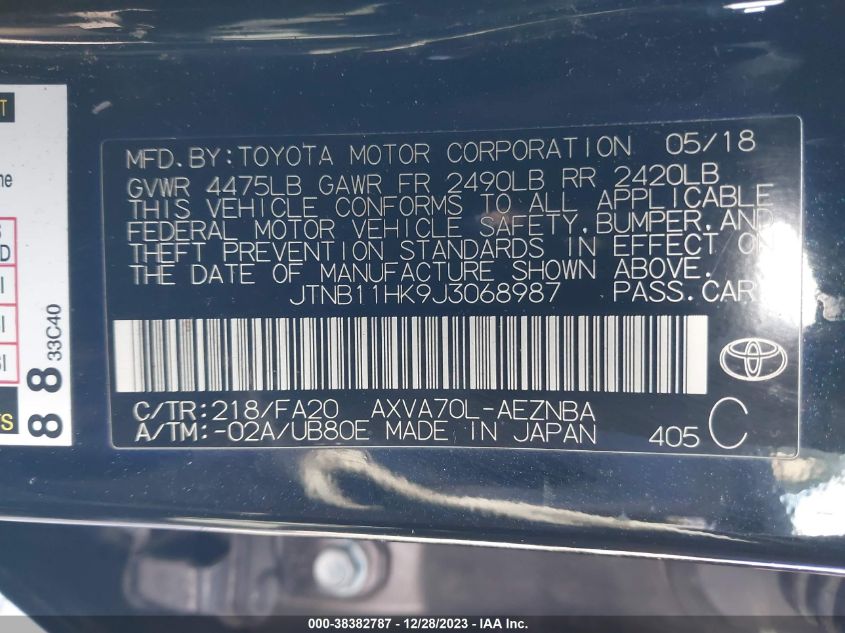 MFD.BY:TOYOTA MOTOR CORPORATION 05/18
GVWR 4475LB GAWR FR 2490LB RR 2420LB
THIS VEHICLE CONFORMS TO ALL APPLICABLE
FEDERAL MOTOR VEHICLE SAFETY,BUMPER,AND
THEFT PREVENTION STANDARDS IN EFFECT ON
THE DATE OF MANUFACTURE SHOWN ABOVE.
JTNB11HK9J3068987 PASS.CAR
C/TR:218/FA20 AXVA70L-AEZNBA
A/TM:-02A/UB80E MADE IN JAPAN 405 C
88 33C40
000-38382787 - 12/28/2023 - IAA Inc.